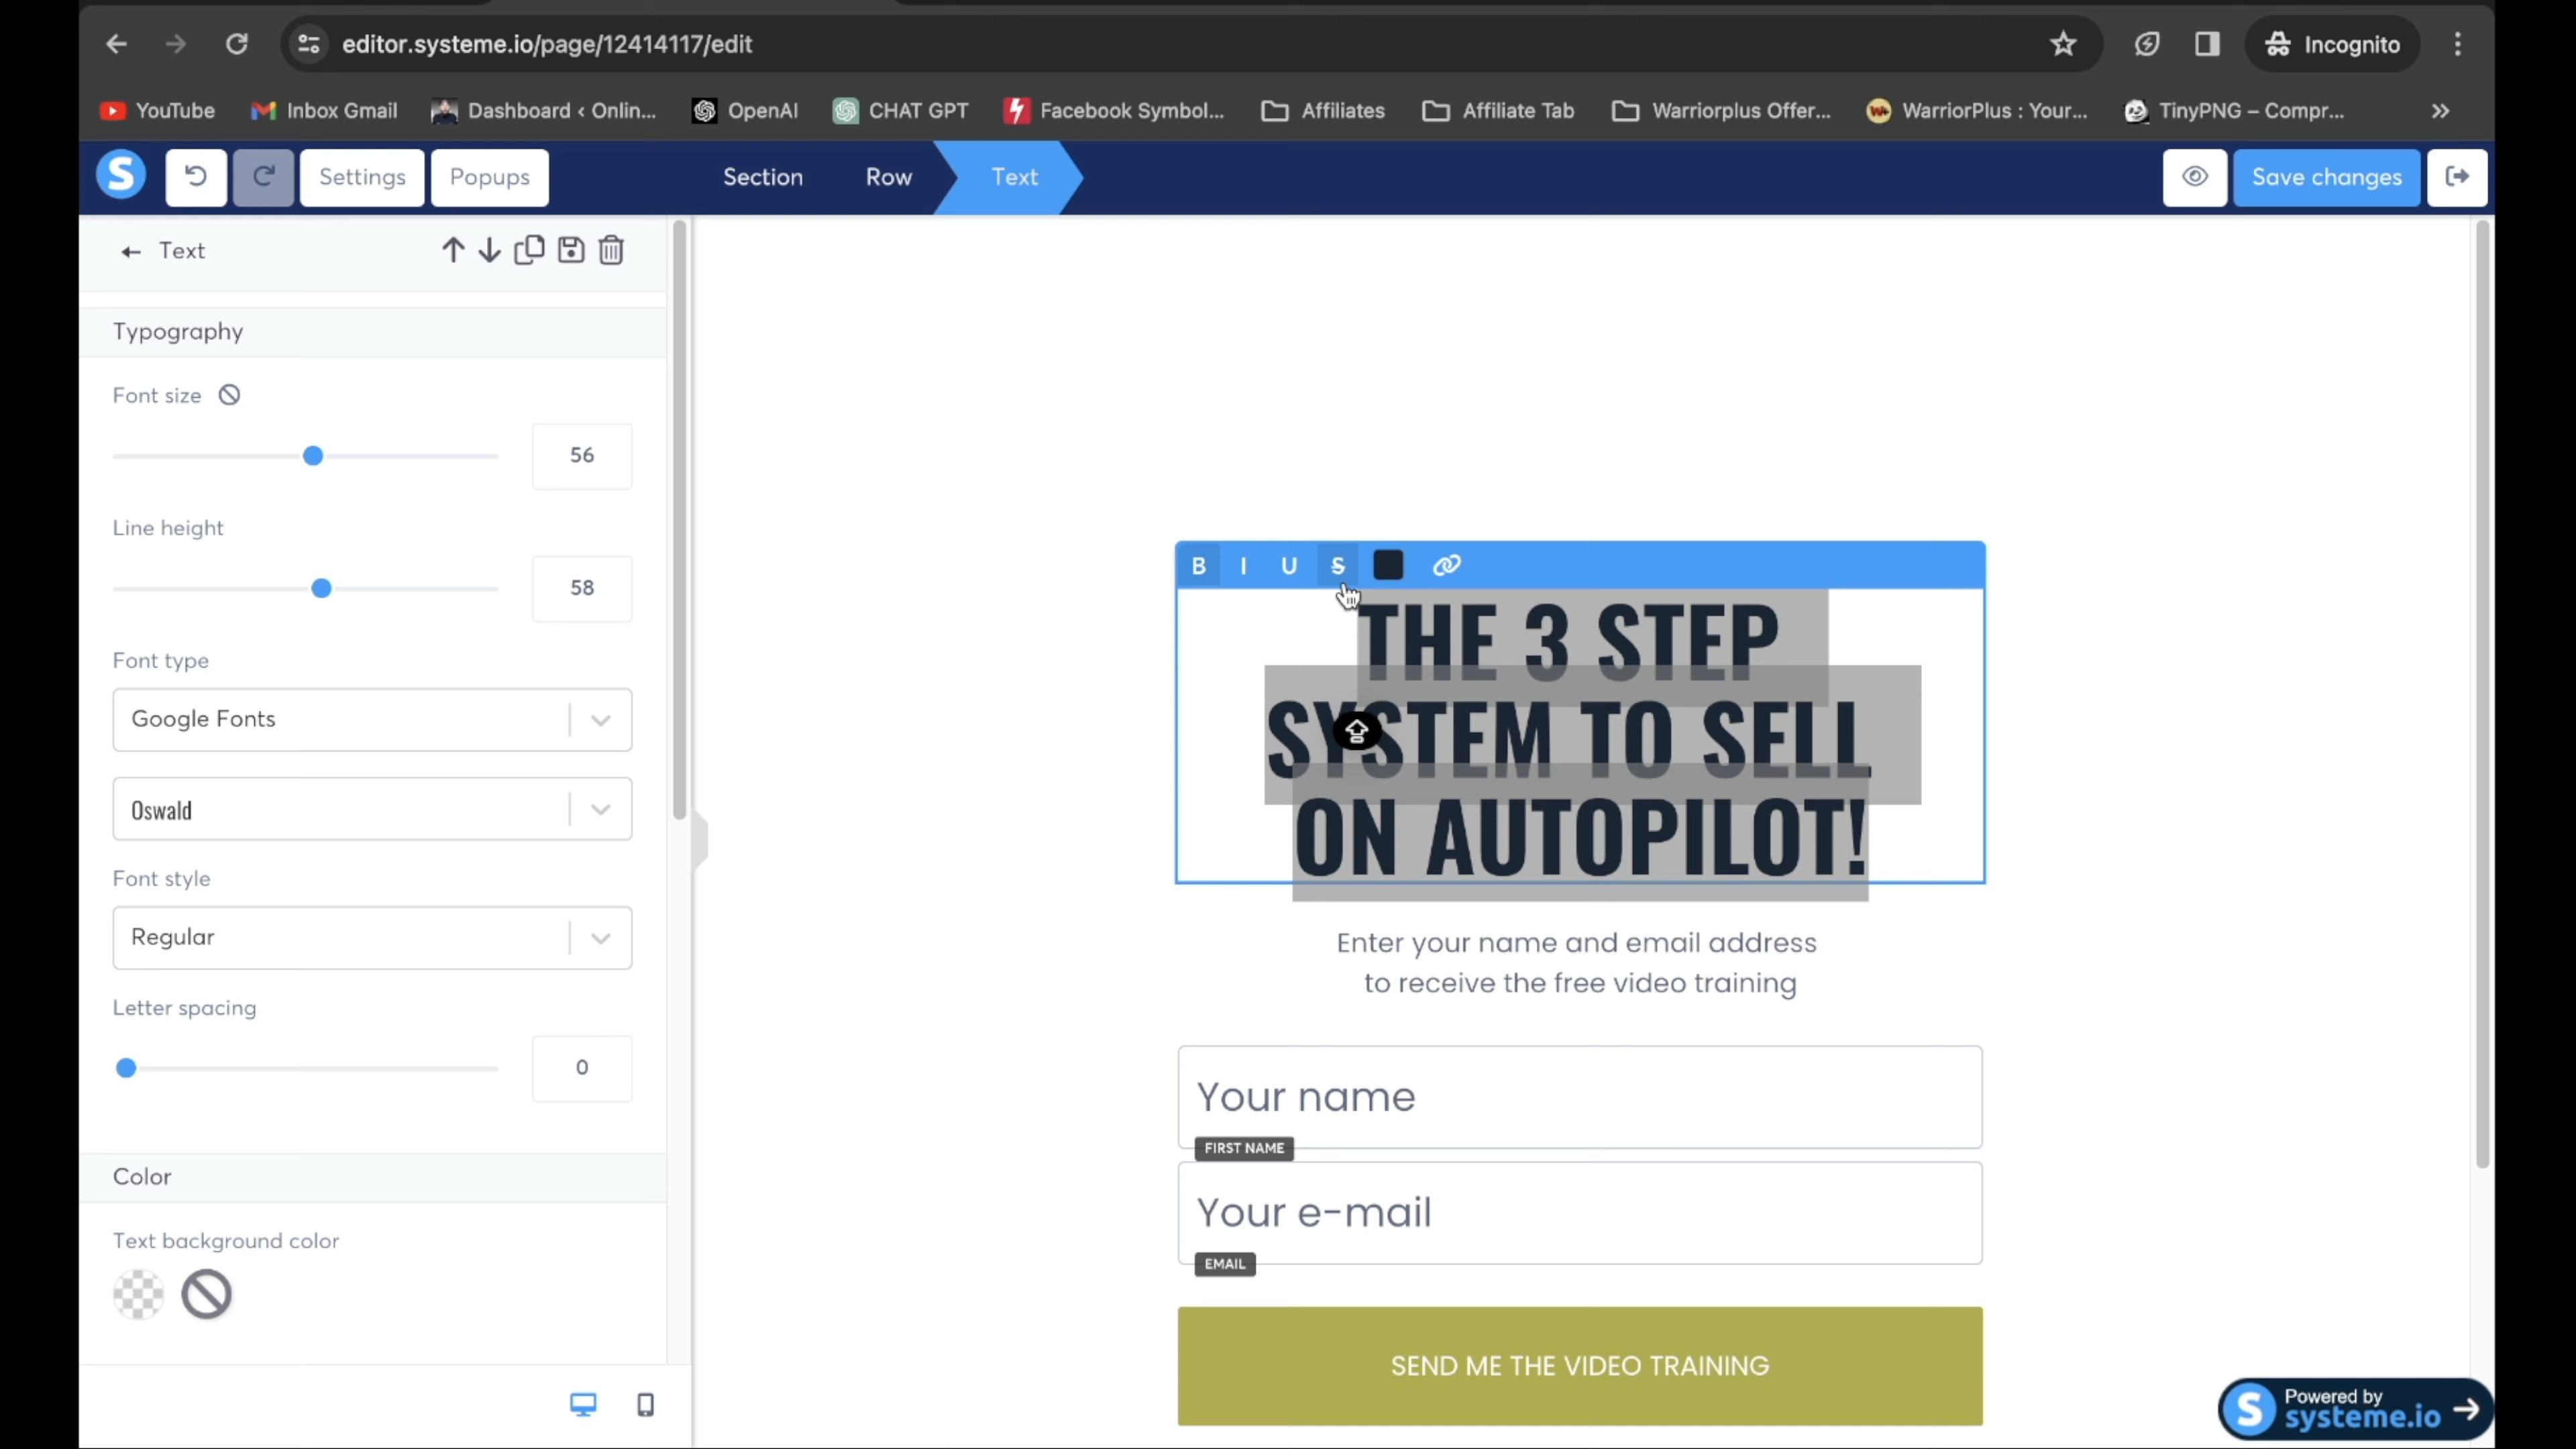 editor.systeme.io/page/12414117/edit
Incognito
YouTube
Inbox Gmail
Dashboard ‹ Onlin...
OpenAI
CHAT GPT
Facebook Symbol...
Affiliates
Affiliate Tab
Warriorplus Offer...
W+
WarriorPlus : Your...
TinyPNG – Compr...
»
S
Settings
Popups
Section
Row
Text
Save changes
Text
Typography
Font size
56
Line height
58
Font type
Google Fonts
Oswald
Font style
Regular
Letter spacing
0
Color
Text background color
B I U S
THE 3 STEP
SYSTEM TO SELL
ON AUTOPILOT!
Enter your name and email address
to receive the free video training
Your name
FIRST NAME
Your e-mail
EMAIL
SEND ME THE VIDEO TRAINING
S
Powered by
systeme.io